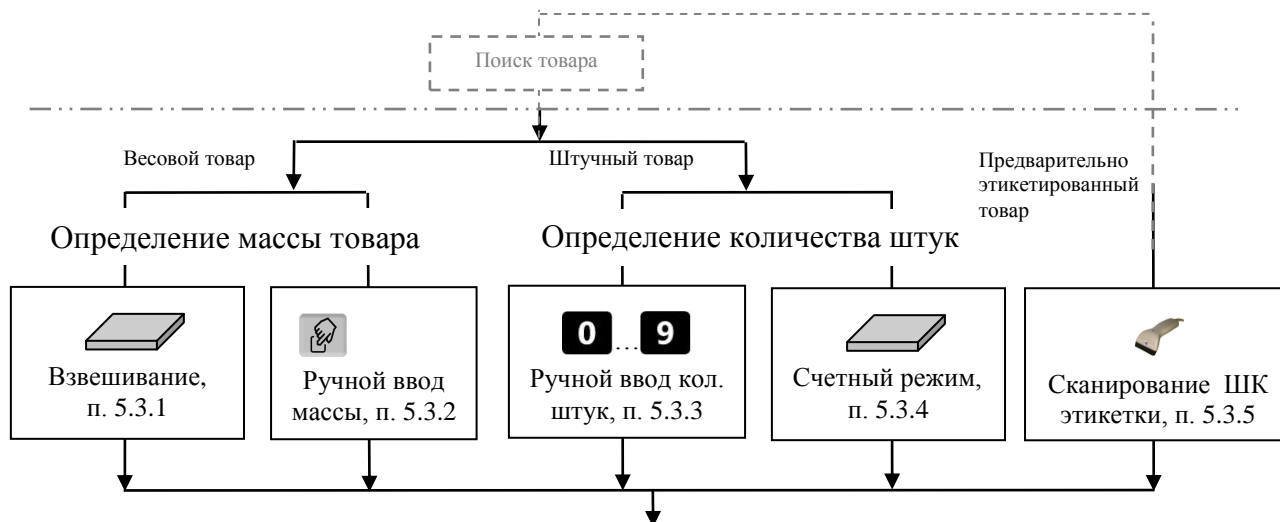 Поиск товара
Весовой товар
Штучный товар
Предварительно
этикетированный
товар
Определение массы товара
Определение количества штук
Взвешивание,
п. 5.3.1
Ручной ввод
массы, п. 5.3.2
0...9
Ручной ввод кол.
штук, п. 5.3.3
Счетный режим,
п. 5.3.4
Сканирование ШК
этикетки, п. 5.3.5